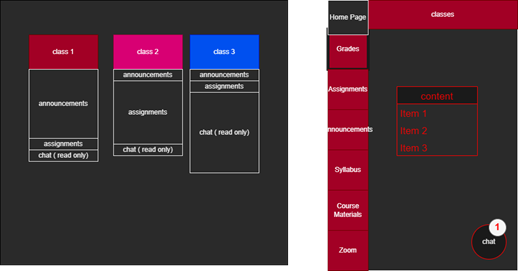 class 1
announcements
assignments
chat ( read only)
class 2
announcements
assignments
chat ( read only)
class 3
announcements
assignments
chat ( read only)
Home Page
classes
Grades
Assignments
nnouncements
Syllabus
Course
Materials
Zoom
content
Item 1
Item 2
Item 3
1
chat